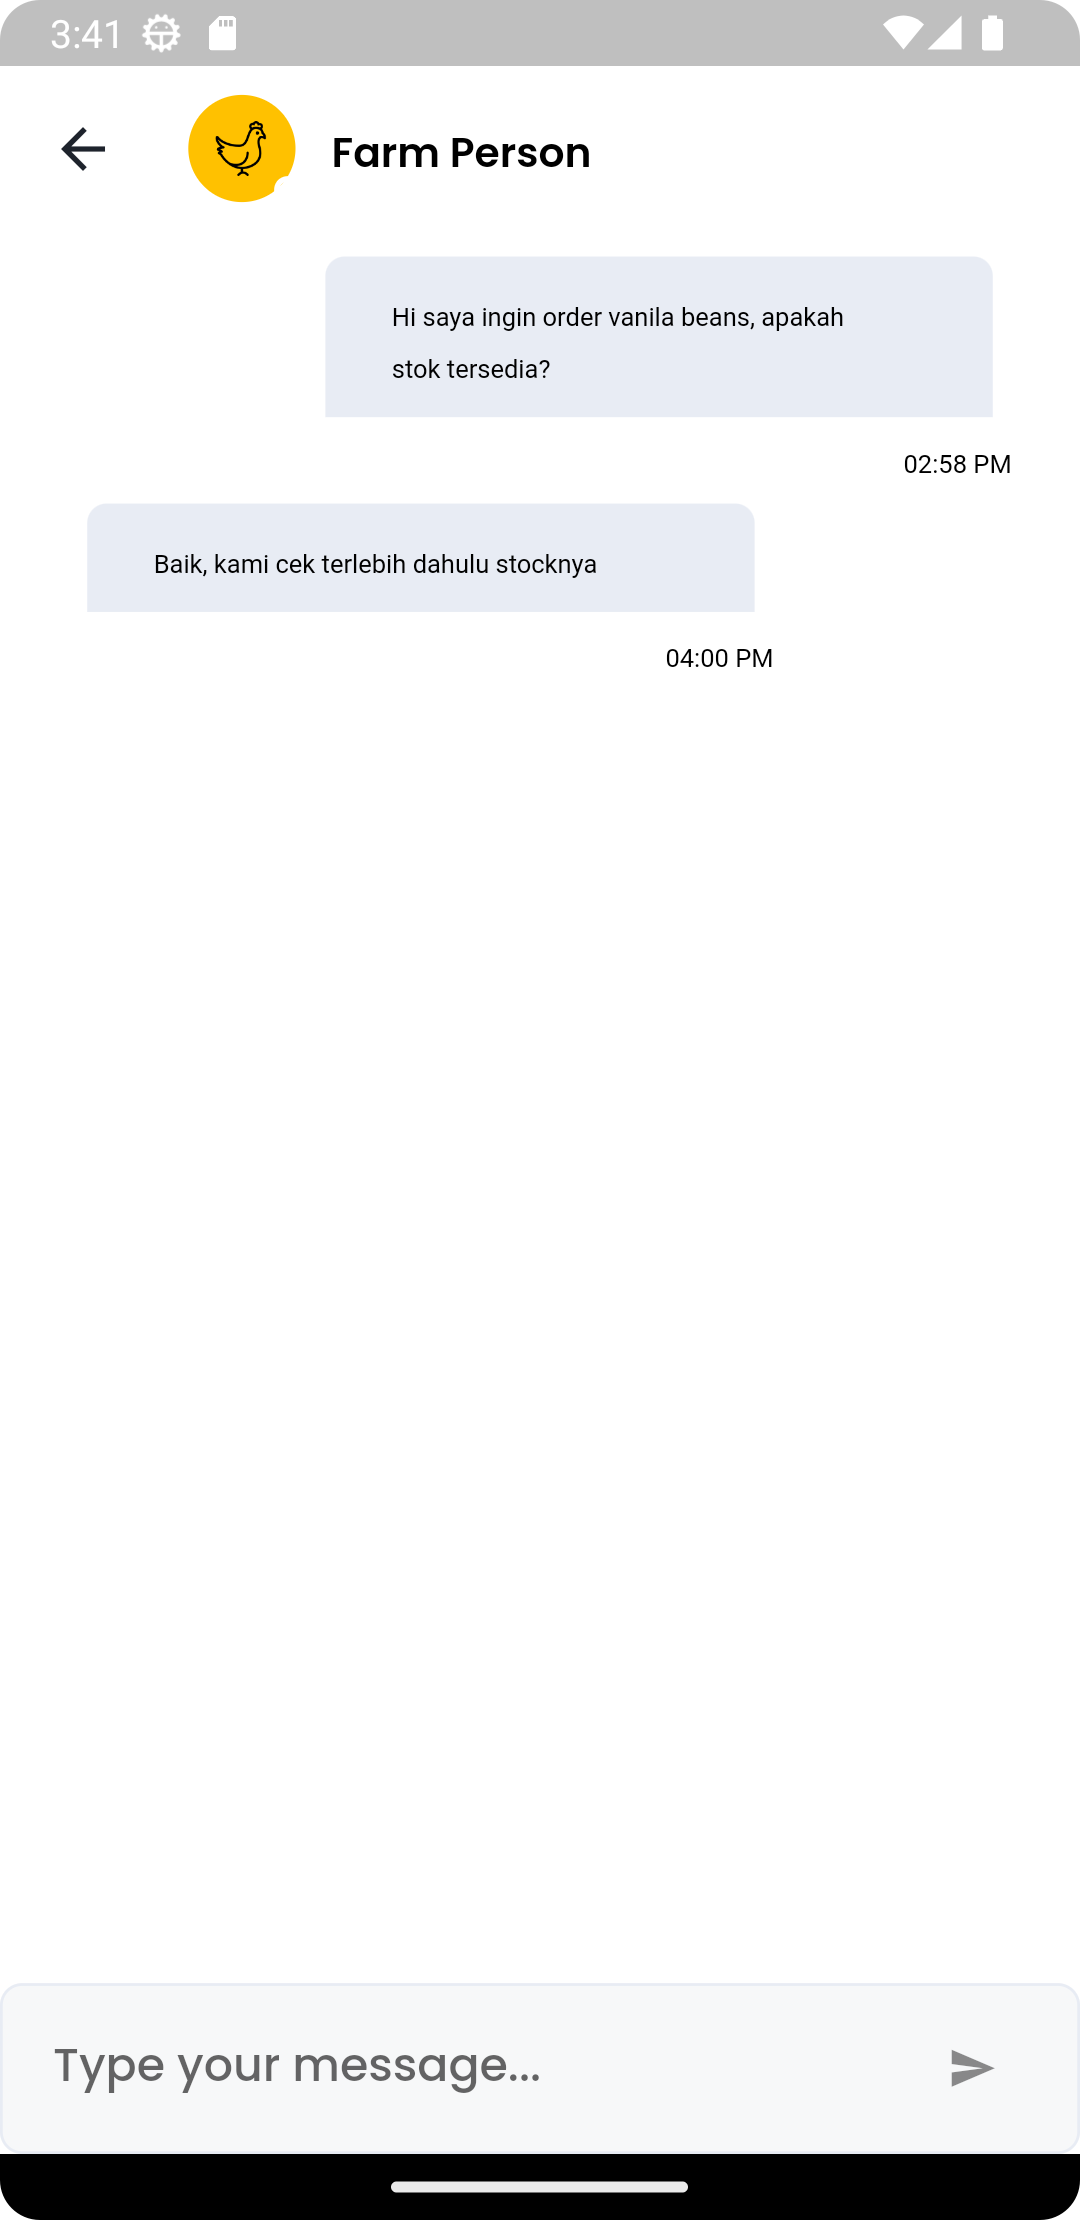 3:41
Farm Person
Hi saya ingin order vanila beans, apakah
stok tersedia?
02:58 PM
Baik, kami cek terlebih dahulu stocknya
04:00 PM
Type your message...